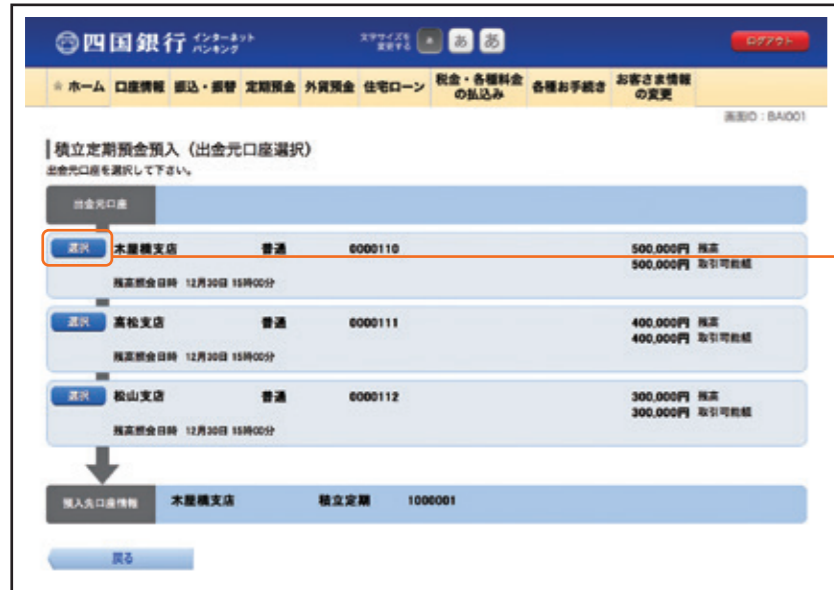 四国銀行 インターネットバンキング 文字サイズを変更する あ あ あ ログアウト
ホーム 口座情報 振込・振替 定期預金 外貨預金 住宅ローン 税金・各種料金の払込み 各種お手続き お客さま情報の変更
画面ID：BAI001
積立定期預金預入（出金元口座選択）
出金元口座を選択して下さい。
出金元口座
選択 木屋橋支店 普通 0000110 500,000円 残高
500,000円 取引可能額
残高照会日時 12月30日 15時00分
選択 高松支店 普通 0000111 400,000円 残高
400,000円 取引可能額
残高照会日時 12月30日 15時00分
選択 松山支店 普通 0000112 300,000円 残高
300,000円 取引可能額
残高照会日時 12月30日 15時00分
預入先口座情報 木屋橋支店 積立定期 1000001
戻る